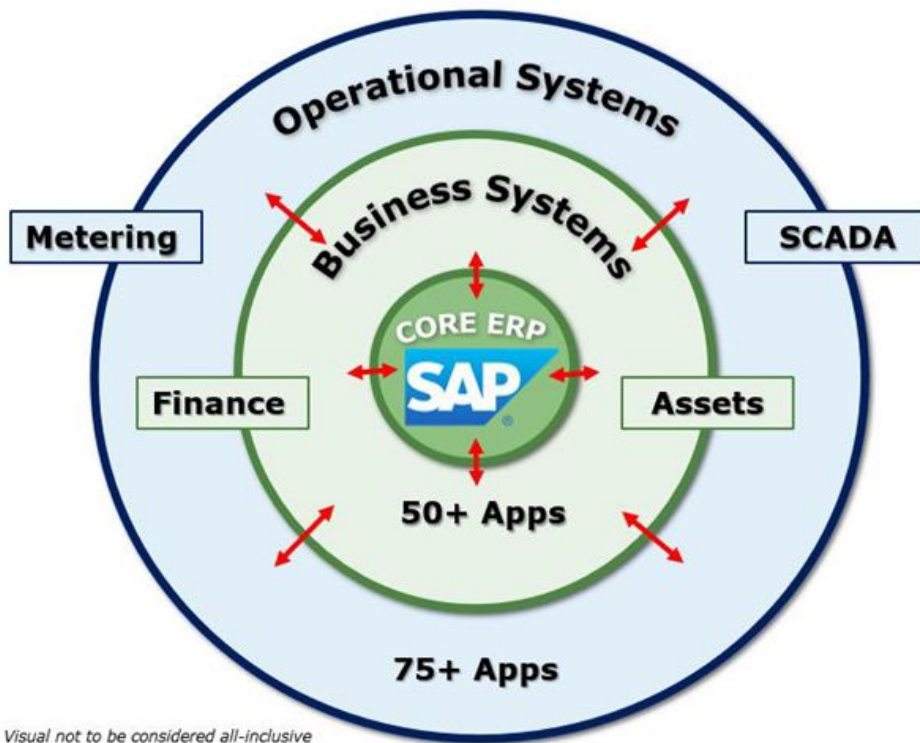 Operational Systems
Business Systems
Metering
SCADA
CORE ERP
SAP
®
Finance
Assets
50+ Apps
75+ Apps
Visual not to be considered all-inclusive